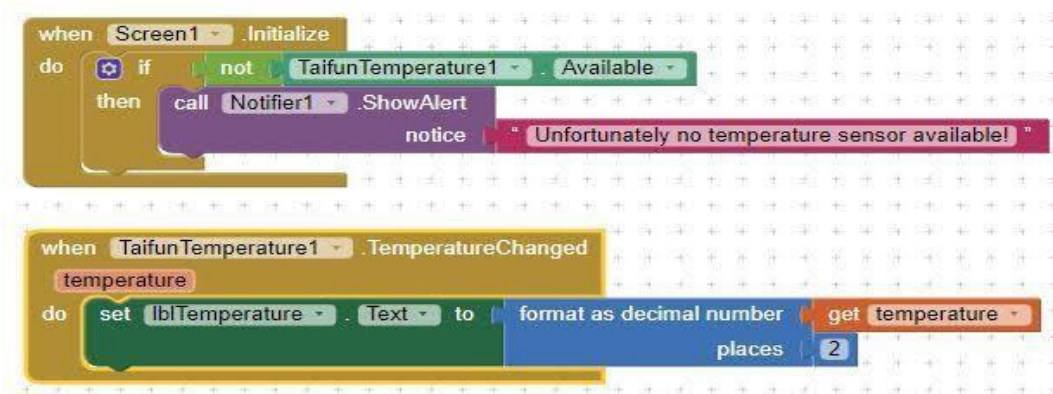 when Screen1 .Initialize
do if not TaifunTemperature1 . Available
then call Notifier1 .ShowAlert
notice " Unfortunately no temperature sensor available! "
when TaifunTemperature1 .TemperatureChanged
temperature
do set lblTemperature . Text to format as decimal number get temperature
places 2